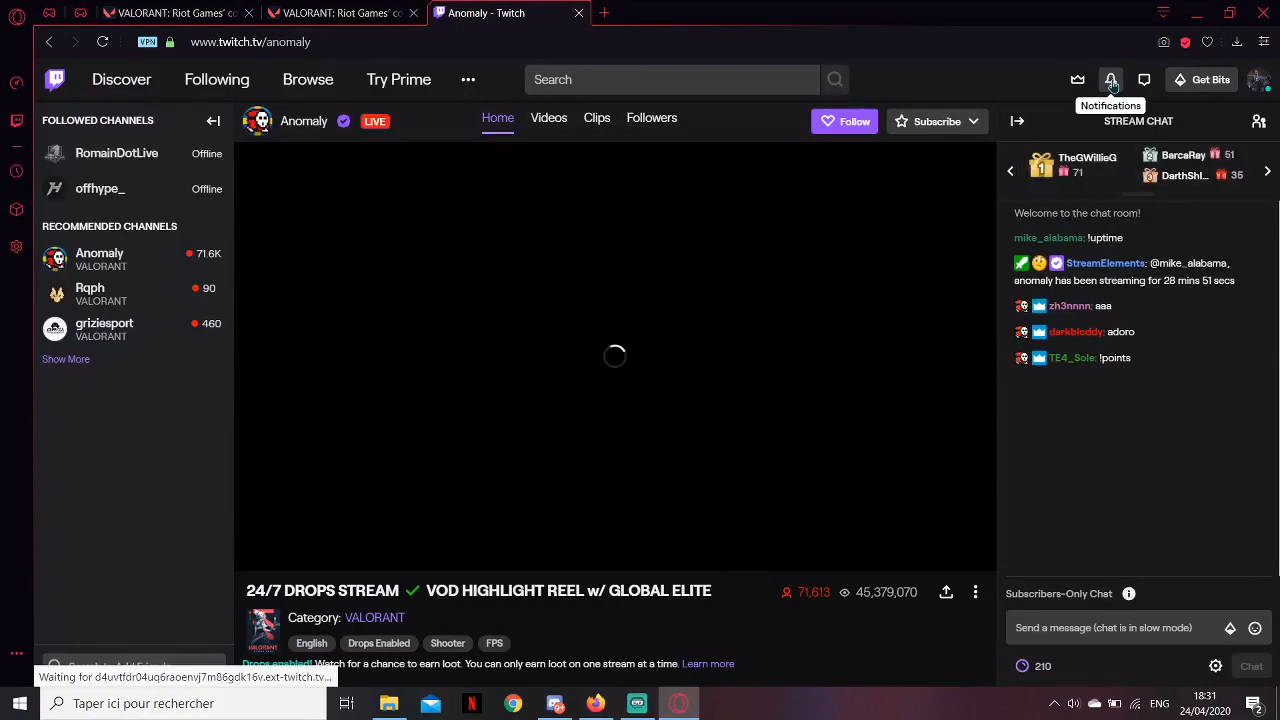 VALORANT: Riot Games' co
VALORANT: Riot Games' co
Anomaly - Twitch
VPN
www.twitch.tv/anomaly
Discover
Following
Browse
Try Prime
Search
Get Bits
Notifications
FOLLOWED CHANNELS
RomainDotLive Offline
offhype_ Offline
RECOMMENDED CHANNELS
Anomaly 71.6K
VALORANT
Rqph 90
VALORANT
griziesport 460
VALORANT
Show More
Anomaly LIVE
Home
Videos
Clips
Followers
Follow
Subscribe
STREAM CHAT
1 TheGWillieG
71
BarcaRay 51
DarthShl... 35
Welcome to the chat room!
mike_alabama: !uptime
StreamElements: @mike_alabama,
anomaly has been streaming for 28 mins 51 secs
zh3nnnn: aaa
darkbloddy: adoro
TE4_Sole: !points
24/7 DROPS STREAM ✓ VOD HIGHLIGHT REEL w/ GLOBAL ELITE
71,613 45,379,070
Category: VALORANT
English Drops Enabled Shooter FPS
Drops enabled! Watch for a chance to earn loot. You can only earn loot on one stream at a time. Learn more
Subscribers-Only Chat
Send a message (chat is in slow mode)
210
Chat
Waiting for d4uvtfdr04uq6raoenvj7m86gdk16v.ext-twitch.tv...
Taper ici pour rechercher
ENG
18:31
24/04/2020
2